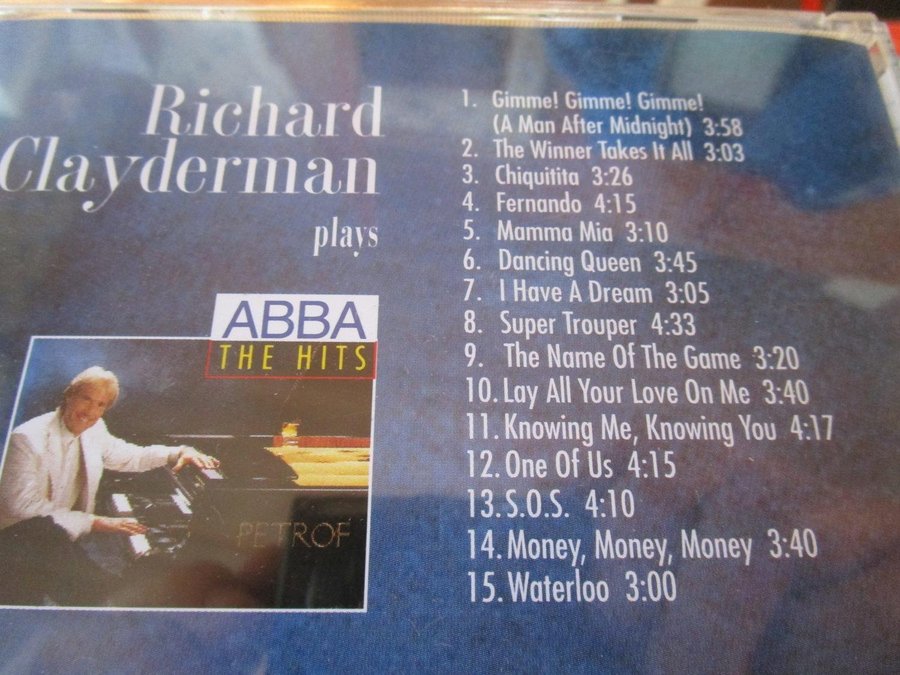 Richard
Clayderman
plays
ABBA
THE HITS
PETROF
1. Gimme! Gimme! Gimme!
(A Man After Midnight) 3:58
2. The Winner Takes It All 3:03
3. Chiquitita 3:26
4. Fernando 4:15
5. Mamma Mia 3:10
6. Dancing Queen 3:45
7. I Have A Dream 3:05
8. Super Trouper 4:33
9. The Name Of The Game 3:20
10. Lay All Your Love On Me 3:40
11. Knowing Me, Knowing You 4:17
12. One Of Us 4:15
13. S.O.S. 4:10
14. Money, Money, Money 3:40
15. Waterloo 3:00